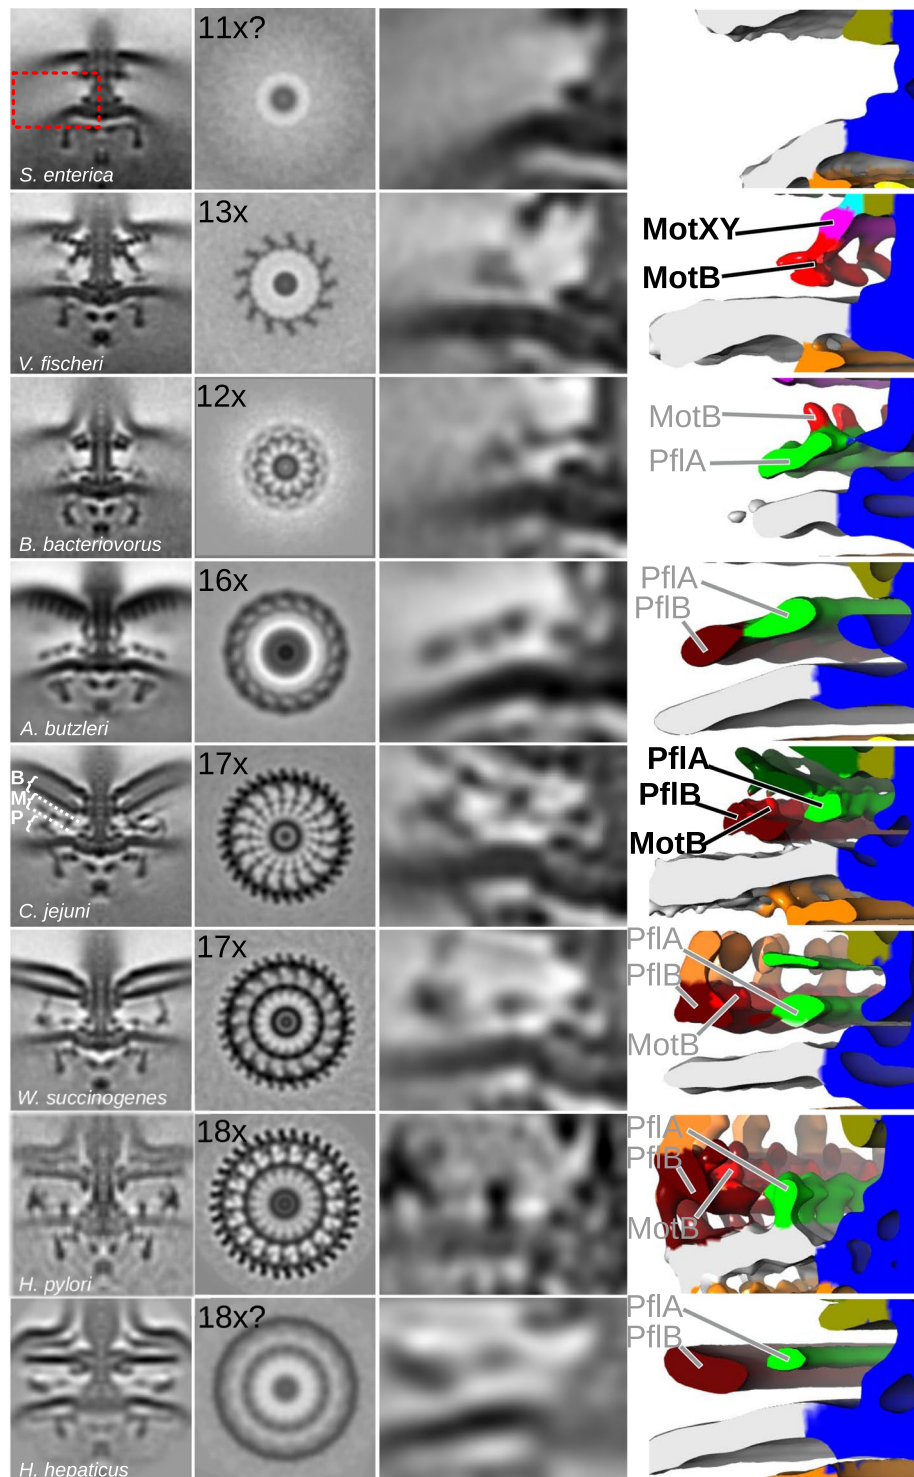 11x?
S. enterica
13x
MotXY
MotB
V. fischeri
12x
MotB
PflA
B. bacteriovorus
16x
PflA
PflB
A. butzleri
17x
PflA
B
M
PflB
P
MotB
C. jejuni
17x
PflA
PflB
MotB
W. succinogenes
18x
PflA
PflB
MotB
H. pylori
18x?
PflA
PflB
H. hepaticus